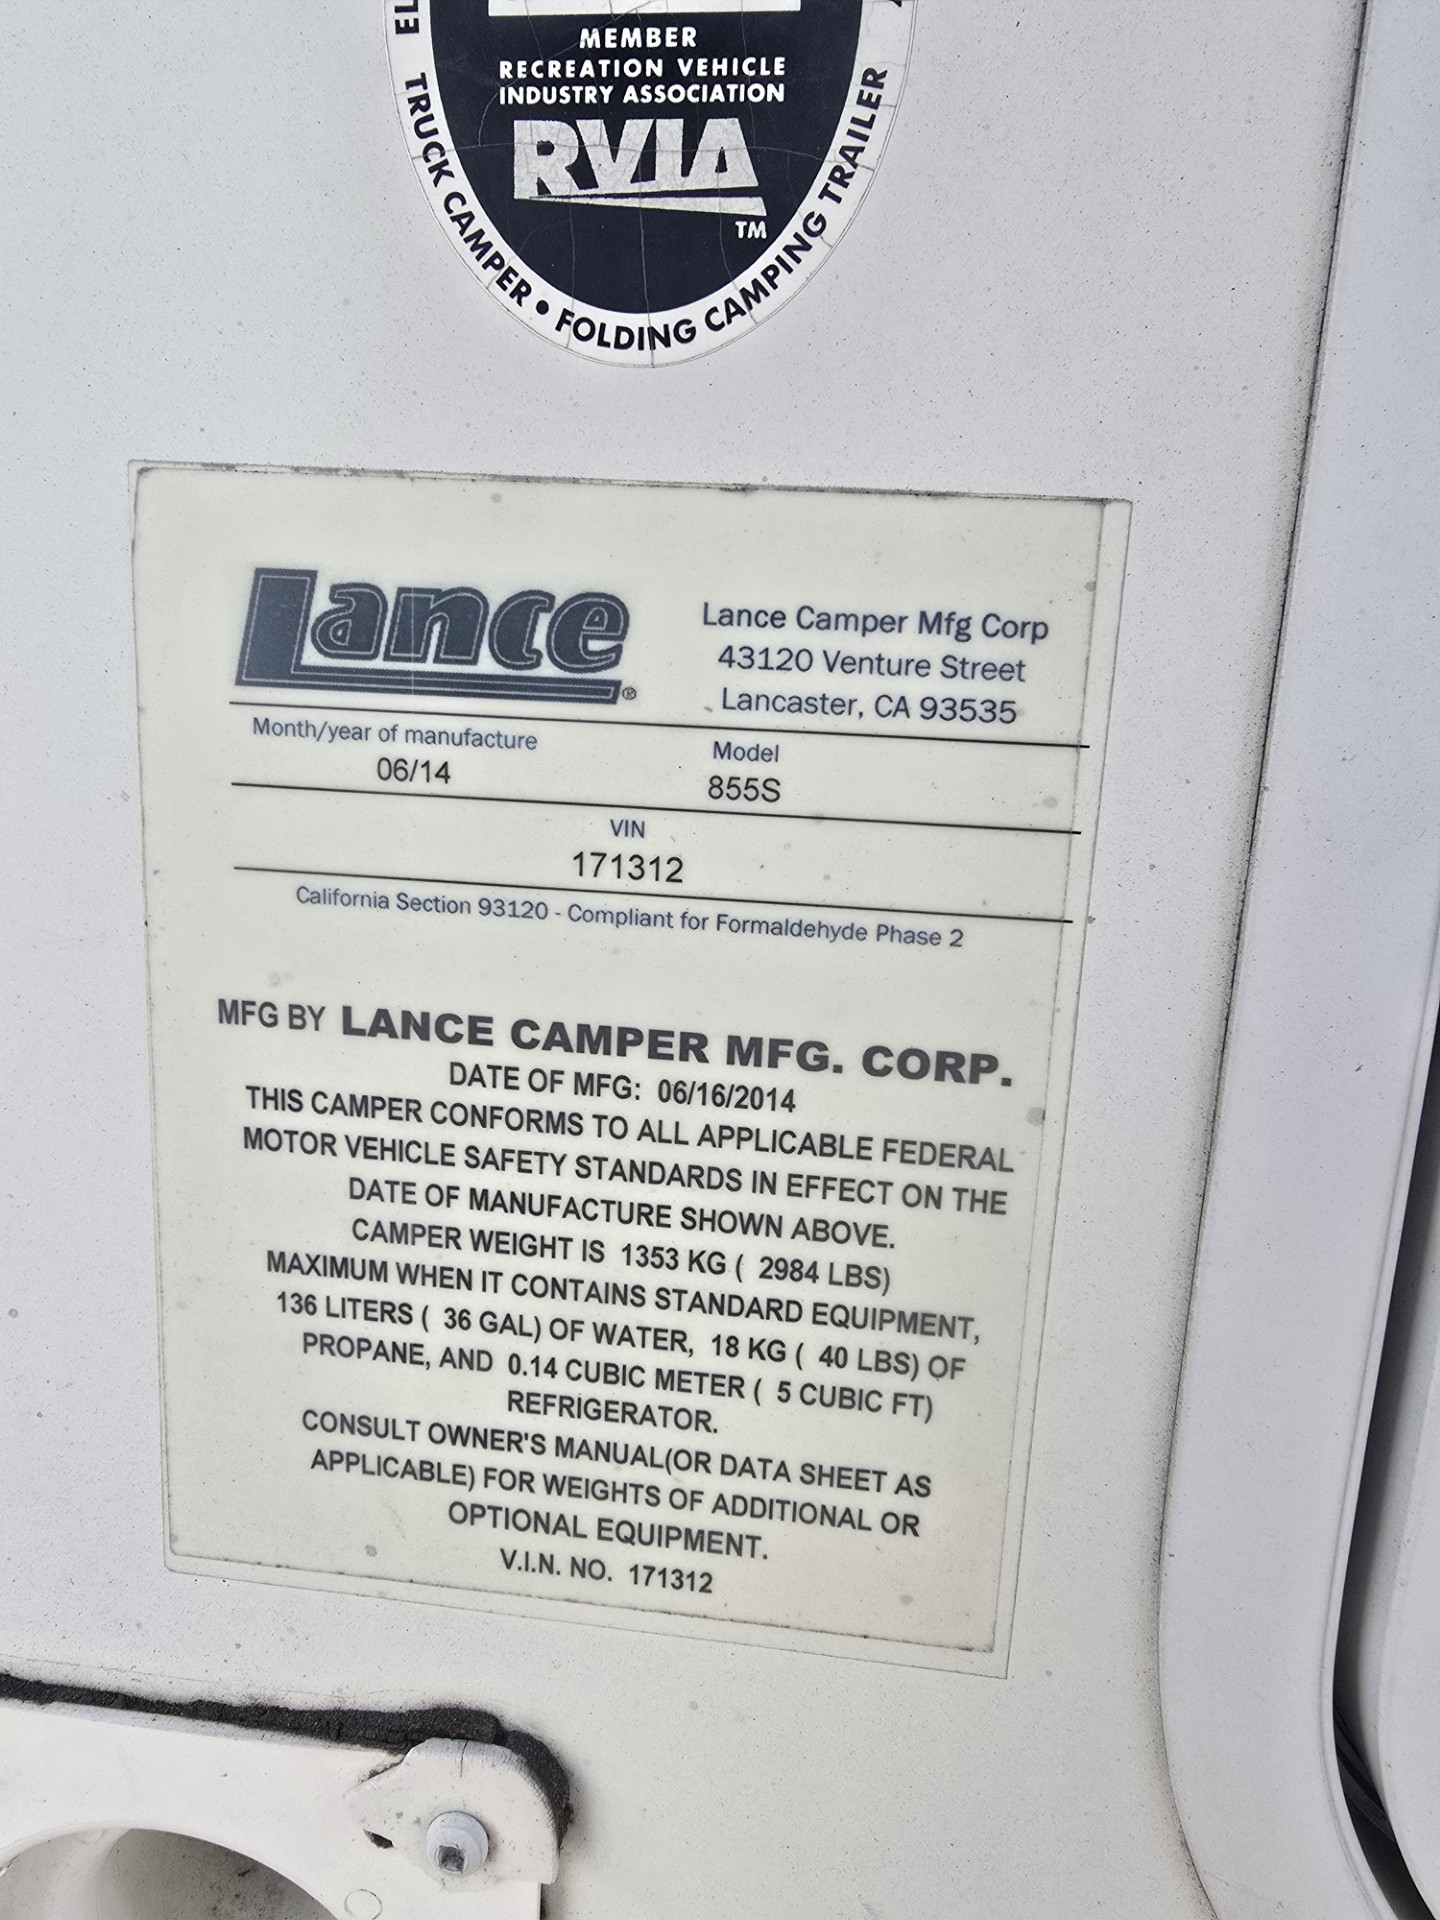 MEMBER
RECREATION VEHICLE
INDUSTRY ASSOCIATION
RVIA
TM
TRUCK CAMPER • FOLDING CAMPING TRAILER
Lance®
Lance Camper Mfg Corp
43120 Venture Street
Lancaster, CA 93535
Month/year of manufacture
06/14
Model
855S
VIN
171312
California Section 93120 - Compliant for Formaldehyde Phase 2
MFG BY LANCE CAMPER MFG. CORP.
DATE OF MFG: 06/16/2014
THIS CAMPER CONFORMS TO ALL APPLICABLE FEDERAL
MOTOR VEHICLE SAFETY STANDARDS IN EFFECT ON THE
DATE OF MANUFACTURE SHOWN ABOVE.
CAMPER WEIGHT IS 1353 KG ( 2984 LBS)
MAXIMUM WHEN IT CONTAINS STANDARD EQUIPMENT,
136 LITERS ( 36 GAL) OF WATER, 18 KG ( 40 LBS) OF
PROPANE, AND 0.14 CUBIC METER ( 5 CUBIC FT)
REFRIGERATOR.
CONSULT OWNER'S MANUAL(OR DATA SHEET AS
APPLICABLE) FOR WEIGHTS OF ADDITIONAL OR
OPTIONAL EQUIPMENT.
V.I.N. NO. 171312